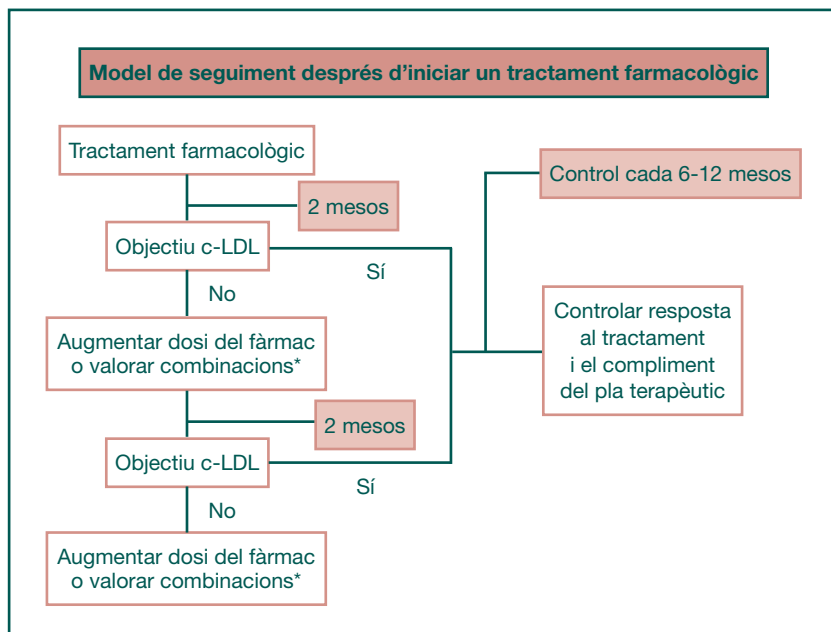 Model de seguiment després d’iniciar un tractament farmacològic
Tractament farmacològic
2 mesos
Objectiu c-LDL
Sí
No
Augmentar dosi del fàrmac
o valorar combinacions*
2 mesos
Objectiu c-LDL
Sí
No
Augmentar dosi del fàrmac
o valorar combinacions*
Control cada 6-12 mesos
Controlar resposta
al tractament
i el compliment
del pla terapèutic